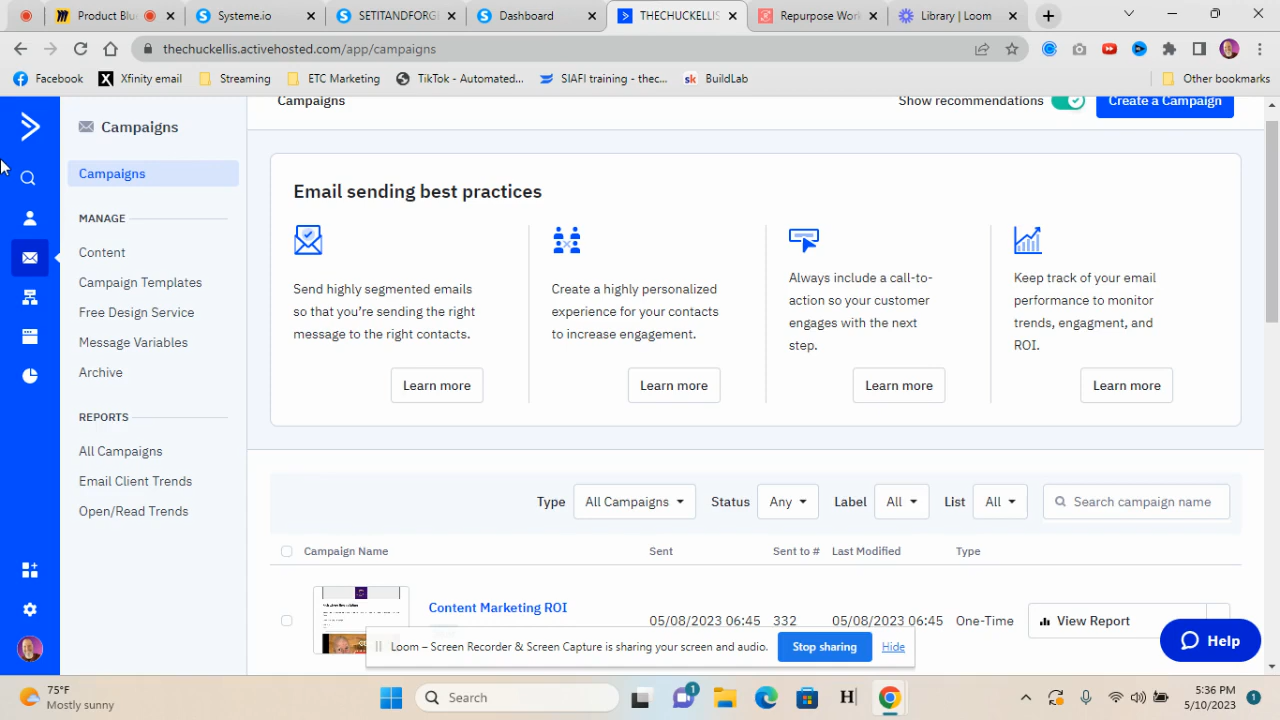 Product Blue
Systeme.io
SETITANDFORG
Dashboard
THECHUCKELLIS
Repurpose Work
Library | Loom
thechuckellis.activehosted.com/app/campaigns
Facebook
Xfinity email
Streaming
ETC Marketing
TikTok - Automated...
SIAFI training - thec...
sk BuildLab
Other bookmarks
Campaigns
Campaigns
MANAGE
Content
Campaign Templates
Free Design Service
Message Variables
Archive
REPORTS
All Campaigns
Email Client Trends
Open/Read Trends
Campaigns
Show recommendations
Create a Campaign
Email sending best practices
Send highly segmented emails
so that you're sending the right
message to the right contacts.
Learn more
Create a highly personalized
experience for your contacts
to increase engagement.
Learn more
Always include a call-to-
action so your customer
engages with the next
step.
Learn more
Keep track of your email
performance to monitor
trends, engagment, and
ROI.
Learn more
Type All Campaigns Status Any Label All List All Search campaign name
Campaign Name Sent Sent to # Last Modified Type
Content Marketing ROI
05/08/2023 06:45 332 05/08/2023 06:45 One-Time View Report
Loom – Screen Recorder & Screen Capture is sharing your screen and audio. Stop sharing Hide
Help
75°F
Mostly sunny
Search
1
H
5:36 PM
5/10/2023
1